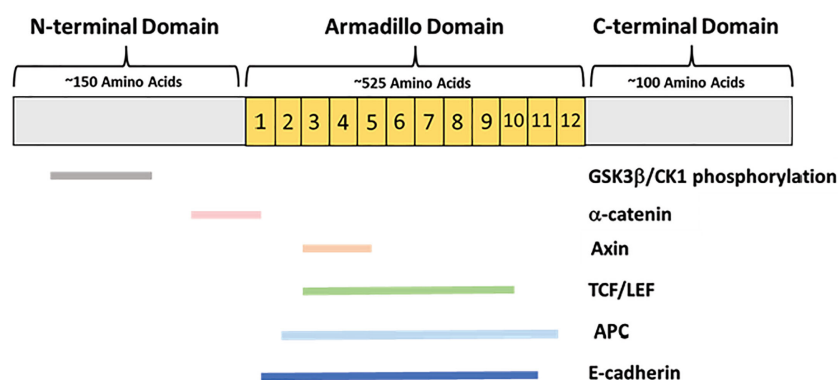 N-terminal Domain Armadillo Domain C-terminal Domain
~150 Amino Acids ~525 Amino Acids ~100 Amino Acids
1 2 3 4 5 6 7 8 9 10 11 12
GSK3β/CK1 phosphorylation
α-catenin
Axin
TCF/LEF
APC
E-cadherin